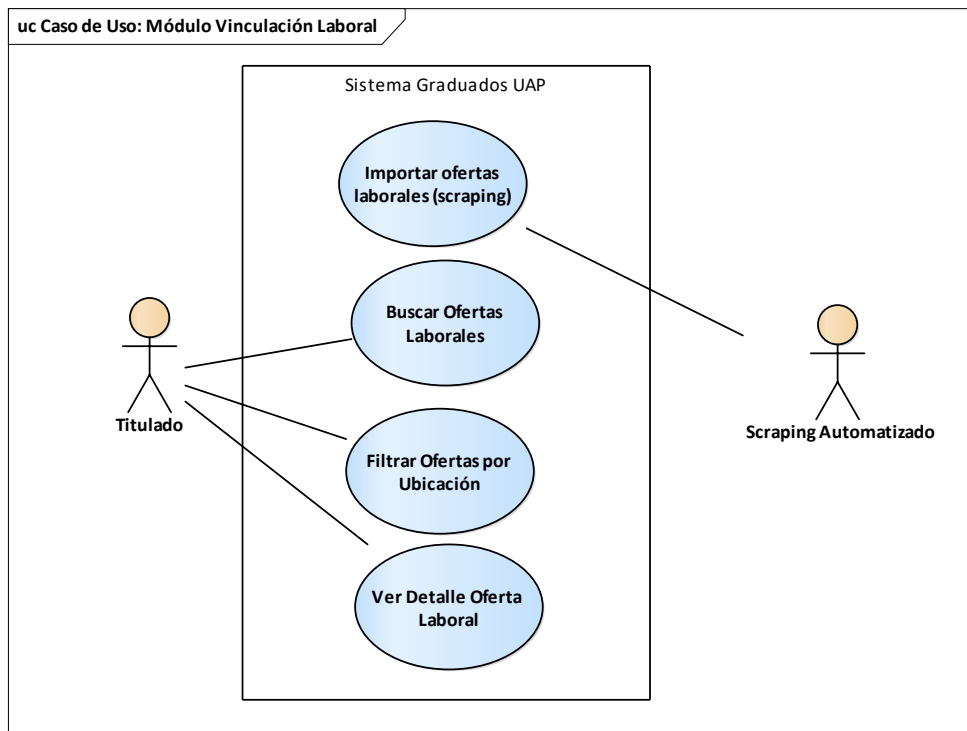 uc Caso de Uso: Módulo Vinculación Laboral
Sistema Graduados UAP
Importar ofertas
laborales (scraping)
Buscar Ofertas
Laborales
Titulado
Scraping Automatizado
Filtrar Ofertas por
Ubicación
Ver Detalle Oferta
Laboral